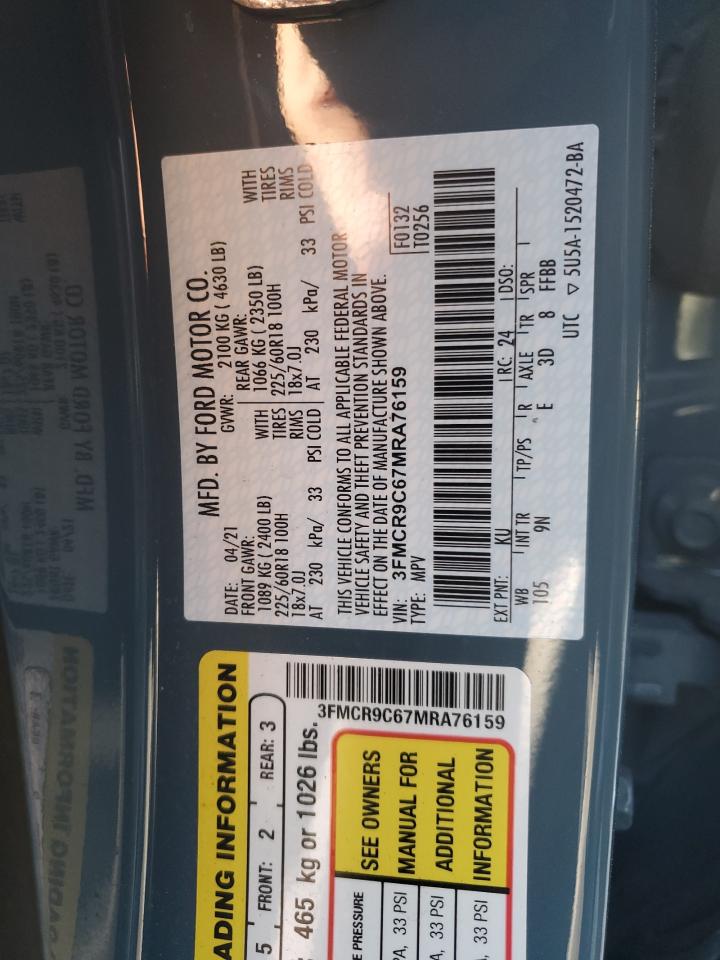 MFD. BY FORD MOTOR CO.
DATE: 04/21 GVWR: 2100 KG ( 4630 LB)
FRONT GAWR: REAR GAWR:
1089 KG ( 2400 LB) WITH 1066 KG ( 2350 LB) WITH
225/60R18 100H TIRES 225/60R18 100H TIRES
18x7.0J RIMS 18x7.0J RIMS
AT 230 kPa/ 33 PSI COLD AT 230 kPa/ 33 PSI COLD
THIS VEHICLE CONFORMS TO ALL APPLICABLE FEDERAL MOTOR
VEHICLE SAFETY AND THEFT PREVENTION STANDARDS IN
EFFECT ON THE DATE OF MANUFACTURE SHOWN ABOVE.
VIN: 3FMCR9C67MRA76159 F0132
TYPE: MPV T0256
EXT PNT: KU RC: 24 DSO:
WB INT TR TP/PS R AXLE TR SPR
105 9N E 3D 8 FFBB
UTC ▽ 5U5A-1520472-BA
ADING INFORMATION
5 FRONT: 2 REAR: 3
465 kg or 1026 lbs.
3FMCR9C67MRA76159
E PRESSURE SEE OWNERS
PA, 33 PSI MANUAL FOR
A, 33 PSI ADDITIONAL
A, 33 PSI INFORMATION